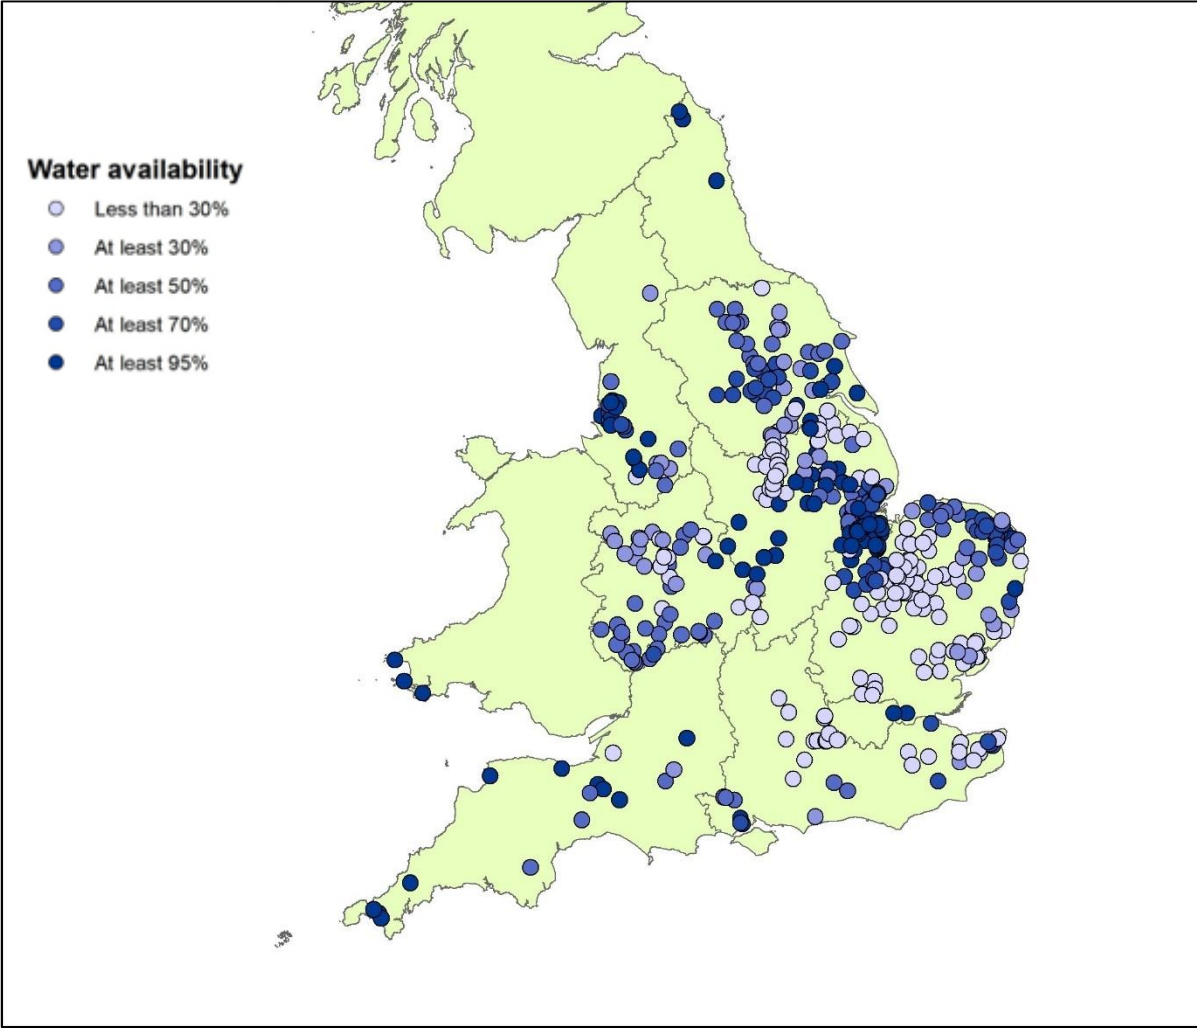 Water availability
Less than 30%
At least 30%
At least 50%
At least 70%
At least 95%